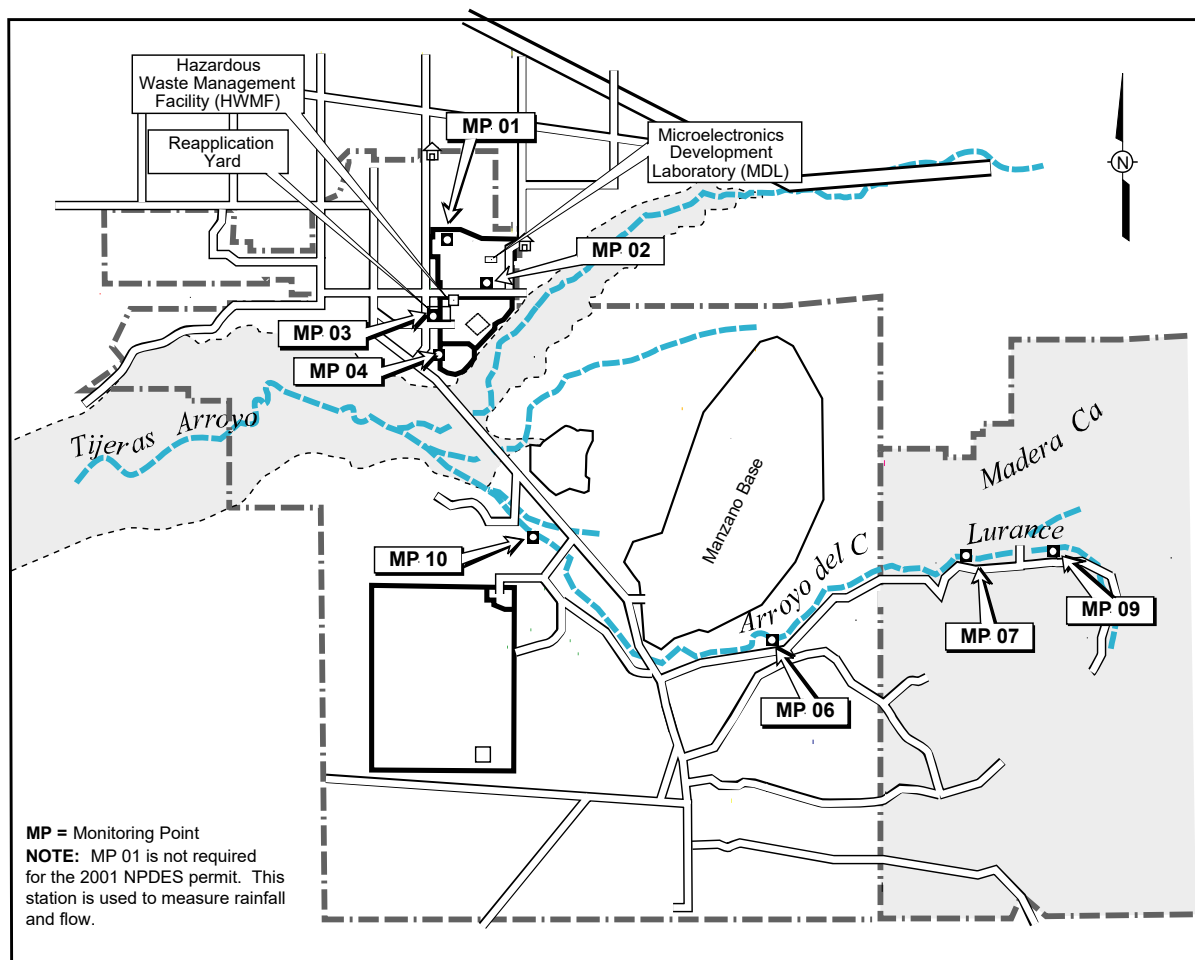 Hazardous
Waste Management
Facility (HWMF)
MP 01
Reapplication
Yard
Microelectronics
Development
Laboratory (MDL)
N
MP 02
MP 03
MP 04
Tijeras Arroyo
Madera Ca
Manzano Base
Lurance
MP 10
Arroyo del C
MP 09
MP 07
MP 06
MP = Monitoring Point
NOTE: MP 01 is not required
for the 2001 NPDES permit. This
station is used to measure rainfall
and flow.